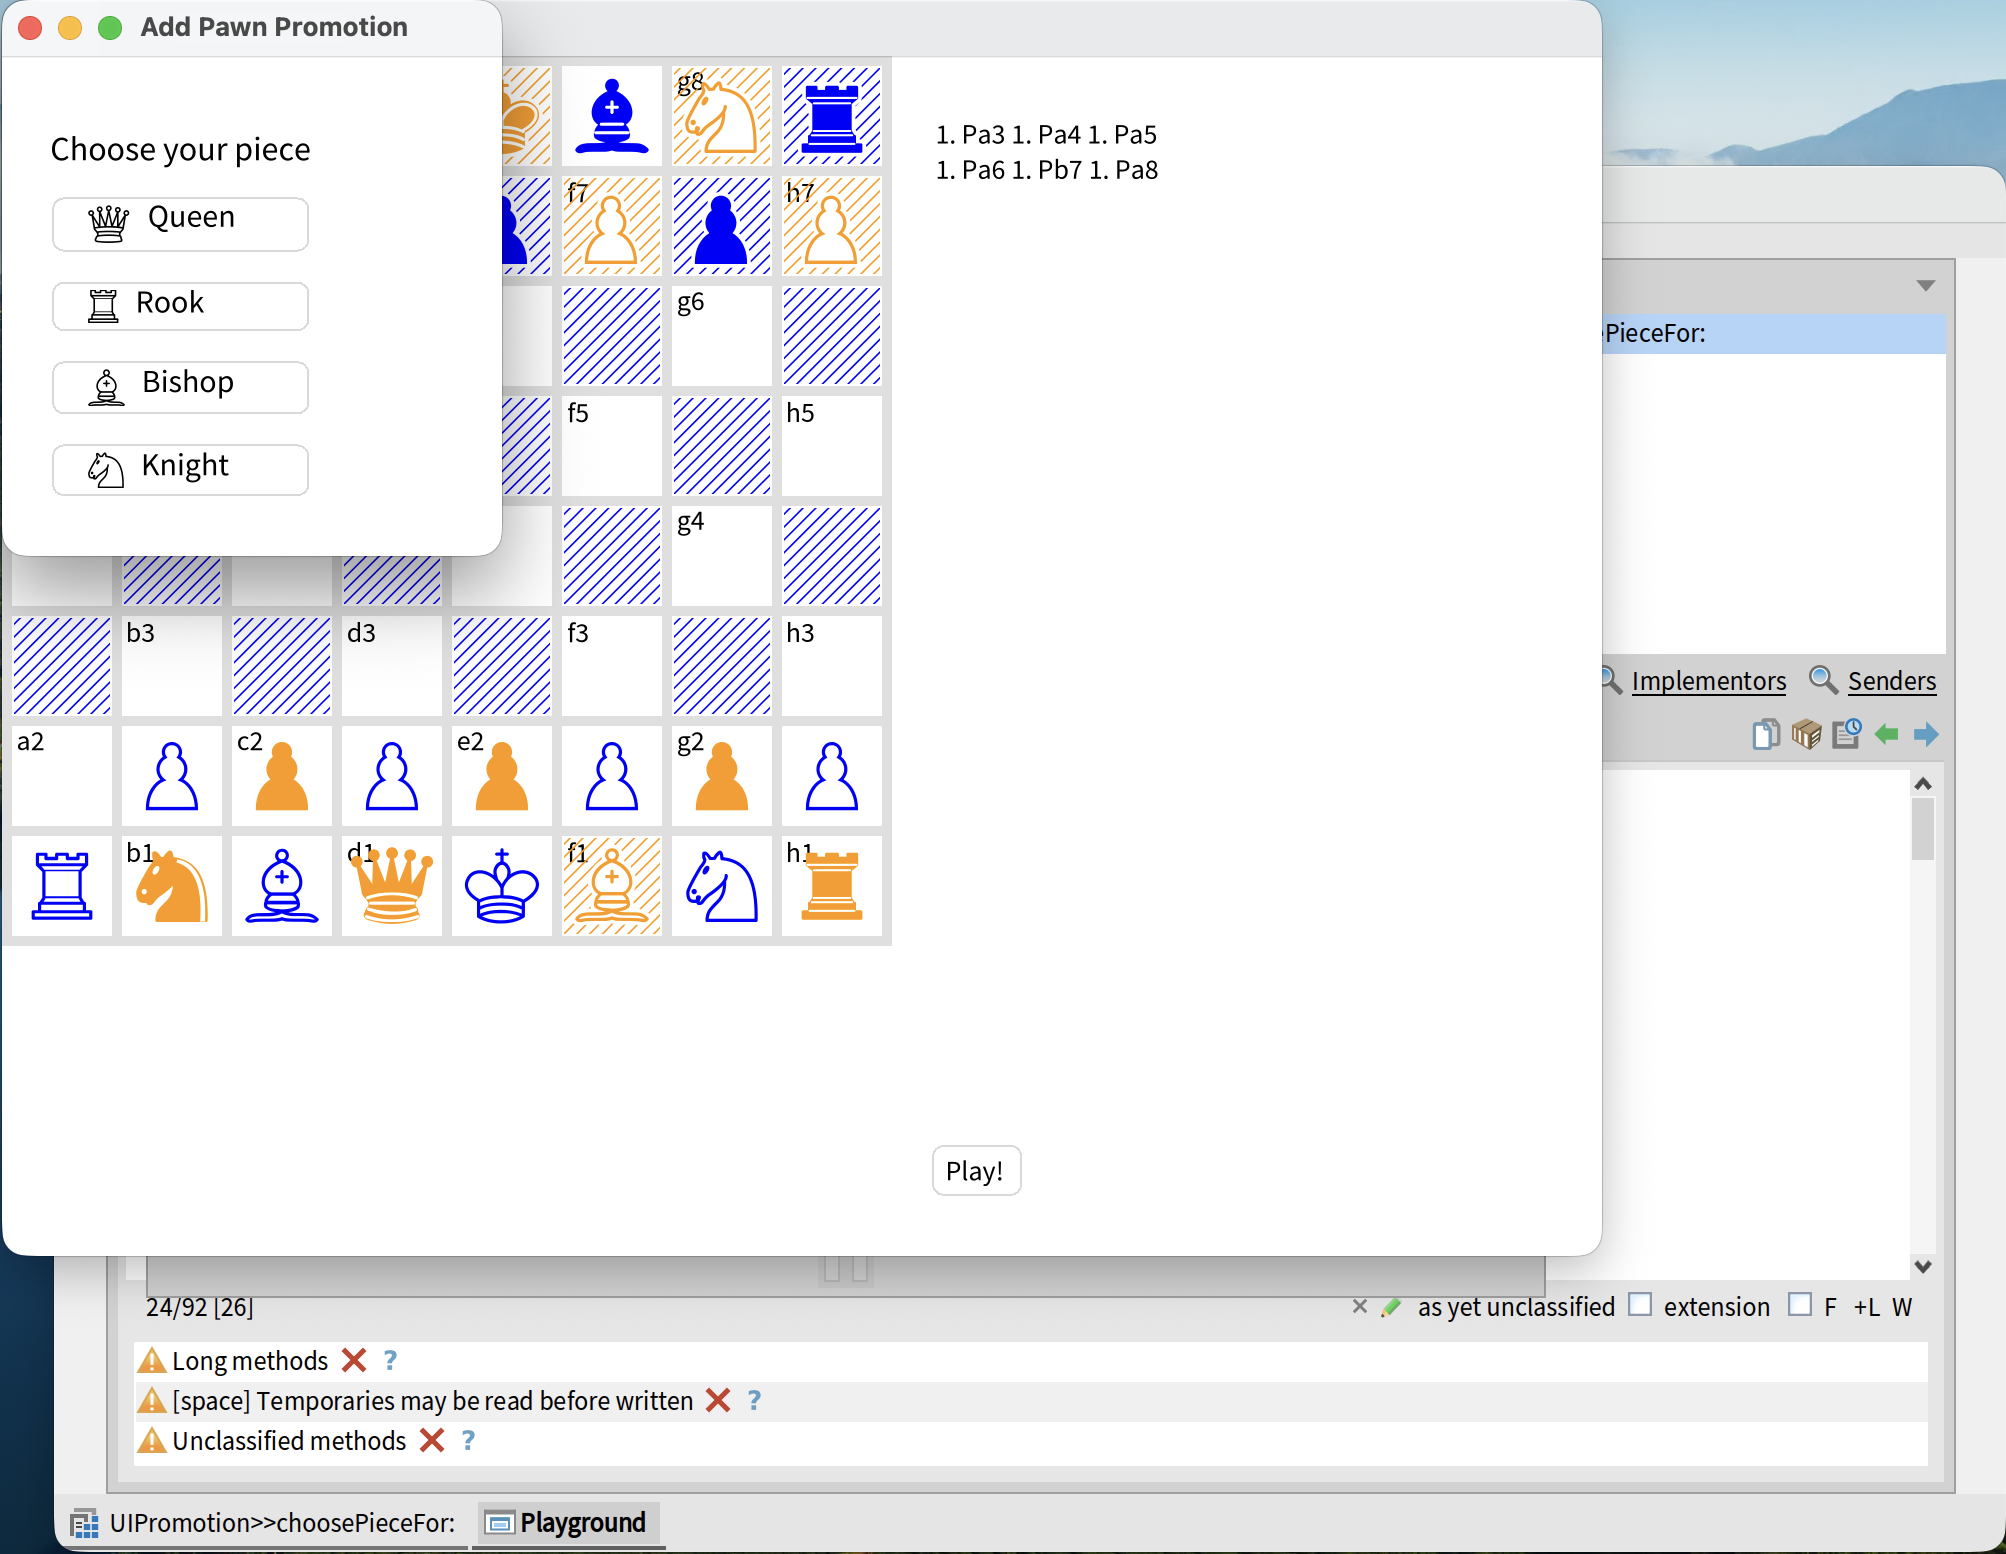 Add Pawn Promotion
Choose your piece
Queen
Rook
Bishop
Knight
g8
f7
h7
g6
f5
h5
g4
b3
d3
f3
h3
a2
c2
e2
g2
b1
d1
f1
h1
1. Pa3 1. Pa4 1. Pa5
1. Pa6 1. Pb7 1. Pa8
Play!
PieceFor:
Implementors
Senders
24/92 [26]
as yet unclassified
extension
F
+L
W
Long methods ?
[space] Temporaries may be read before written ?
Unclassified methods ?
UIPromotion>>choosePieceFor:
Playground